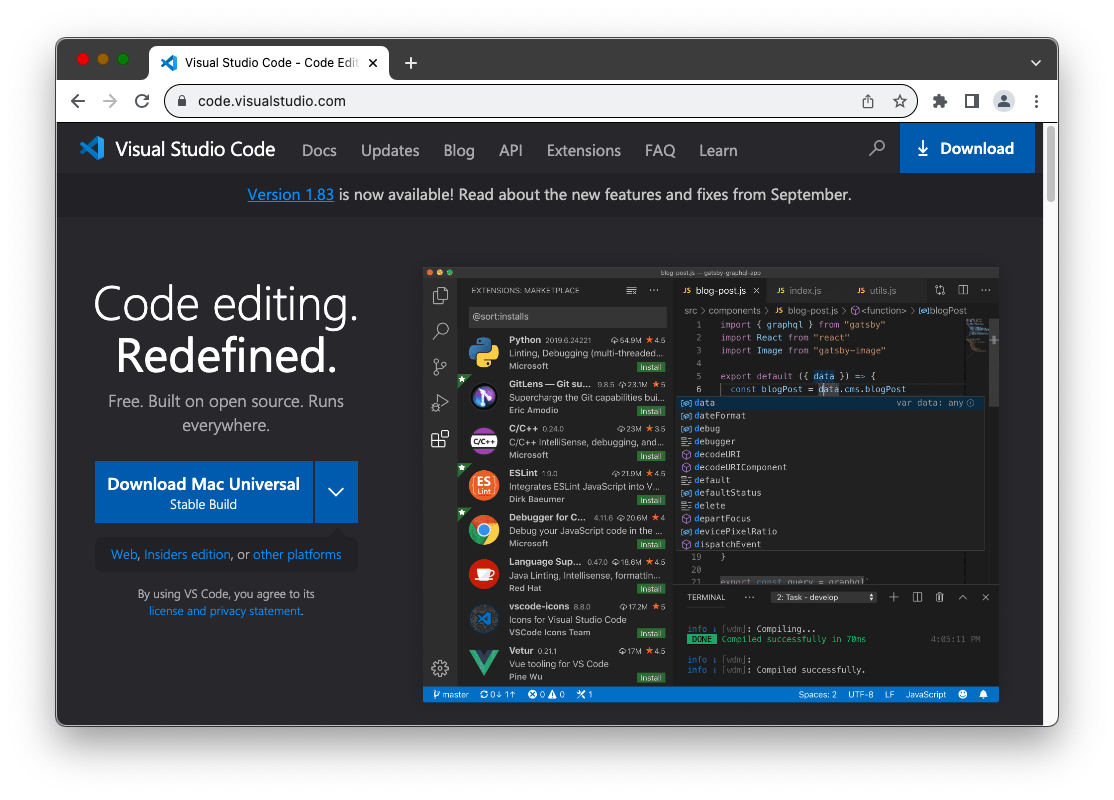 Visual Studio Code - Code Edit
code.visualstudio.com
Visual Studio Code
Docs
Updates
Blog
API
Extensions
FAQ
Learn
Download
Version 1.83 is now available! Read about the new features and fixes from September.
Code editing.
Redefined.
Free. Built on open source. Runs
everywhere.
Download Mac Universal
Stable Build
Web, Insiders edition, or other platforms
By using VS Code, you agree to its
license and privacy statement.
blog-post.js — gatsby-graphql-app
EXTENSIONS: MARKETPLACE
@sort:installs
Python 2019.6.24221 54.9M 4.5
Linting, Debugging (multi-threaded...
Microsoft Install
GitLens — Git su... 9.8.5 23.1M 5
Supercharge the Git capabilities bui...
Eric Amodio Install
C/C++ 0.24.0 23M 3.5
C/C++ IntelliSense, debugging, and...
Microsoft Install
ESLint 1.9.0 21.9M 4.5
Integrates ESLint JavaScript into V...
Dirk Baeumer Install
Debugger for C... 4.11.6 20.6M 4
Debug your JavaScript code in the ...
Microsoft Install
Language Sup... 0.47.0 18.6M 4.5
Java Linting, Intellisense, formattin...
Red Hat Install
vscode-icons 8.8.0 17.2M 5
Icons for Visual Studio Code
VSCode Icons Team Install
Vetur 0.21.1 17M 4.5
Vue tooling for VS Code
Pine Wu Install
C/C++
ES
Lint
JS blog-post.js
JS index.js
JS utils.js
src > components > JS blog-post.js > <function> > blogPost
1 import { graphql } from "gatsby"
2 import React from "react"
3 import Image from "gatsby-image"
4
5 export default ({ data }) => {
6 const blogPost = data.cms.blogPost
data var data: any
dateFormat
debug
debugger
decodeURI
decodeURIComponent
default
defaultStatus
delete
departFocus
devicePixelRatio
dispatchEvent
19 }
20
21 export const query = graphql`
TERMINAL ... 2: Task - develop
info ↓ [wdm]: Compiling...
DONE Compiled successfully in 70ms 4:05:11 PM
info ↓ [wdm]:
info ↓ [wdm]: Compiled successfully.
master 0↓ 1↑ 0 0 1
Spaces: 2 UTF-8 LF JavaScript